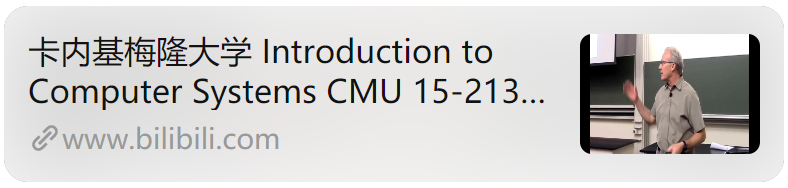 卡内基梅隆大学 Introduction to
Computer Systems CMU 15-213...
www.bilibili.com